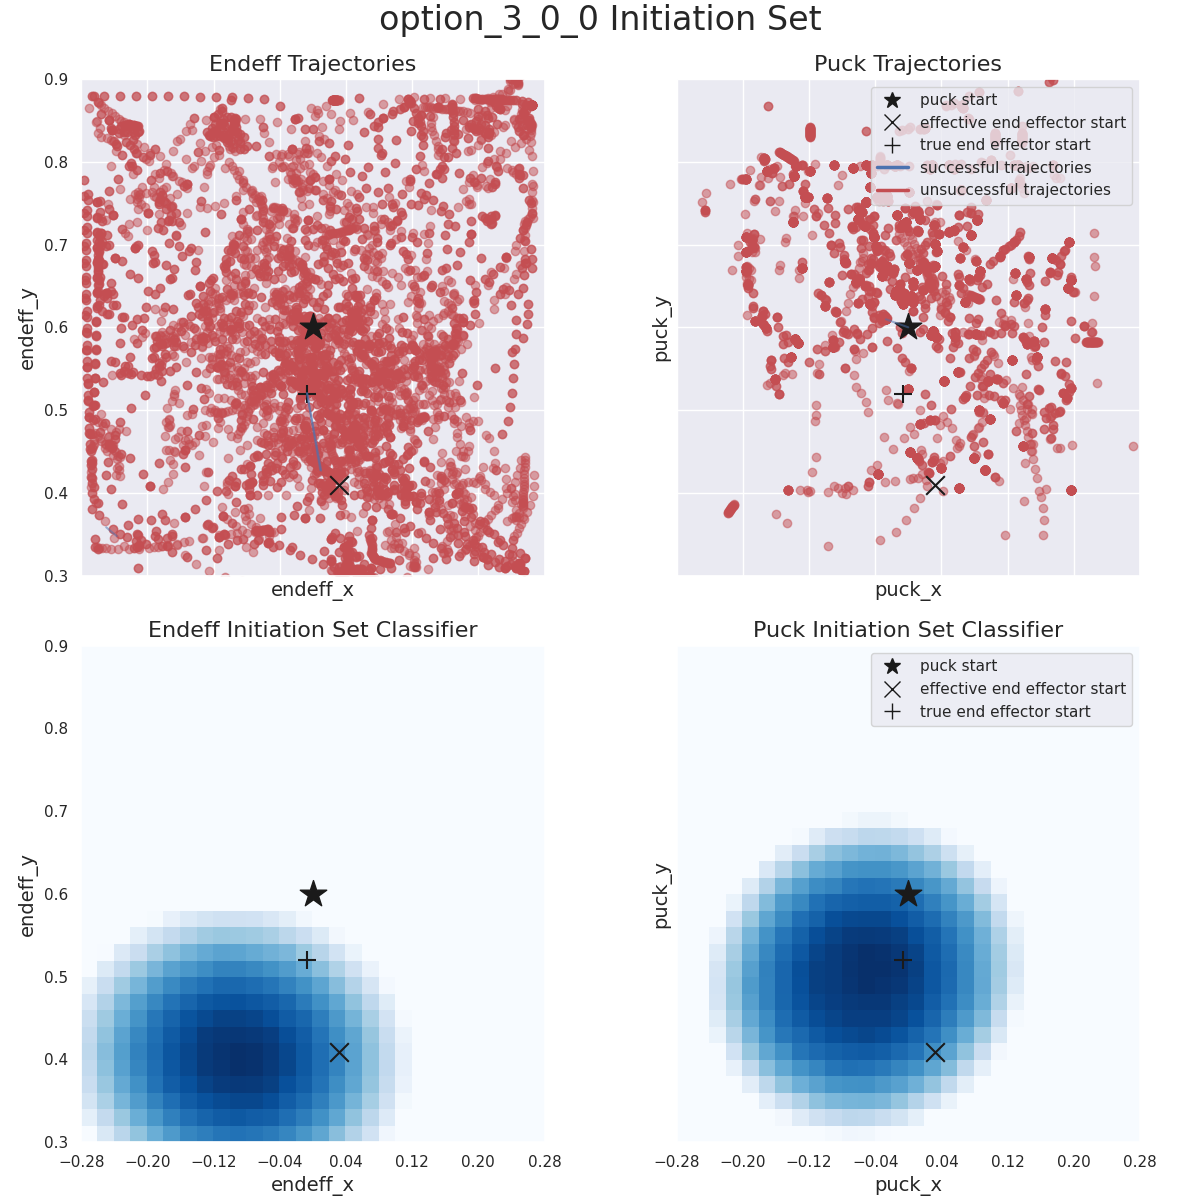 option_3_0_0 Initiation Set
Endeff Trajectories
Puck Trajectories
0.9
0.8
0.7
0.6
0.5
0.4
0.3
endeff_y
endeff_x
puck_y
puck_x
puck start
effective end effector start
true end effector start
successful trajectories
unsuccessful trajectories
Endeff Initiation Set Classifier
Puck Initiation Set Classifier
0.9
0.8
0.7
0.6
0.5
0.4
0.3
endeff_y
−0.28 −0.20 −0.12 −0.04 0.04 0.12 0.20 0.28
endeff_x
puck_y
puck start
effective end effector start
true end effector start
−0.28 −0.20 −0.12 −0.04 0.04 0.12 0.20 0.28
puck_x